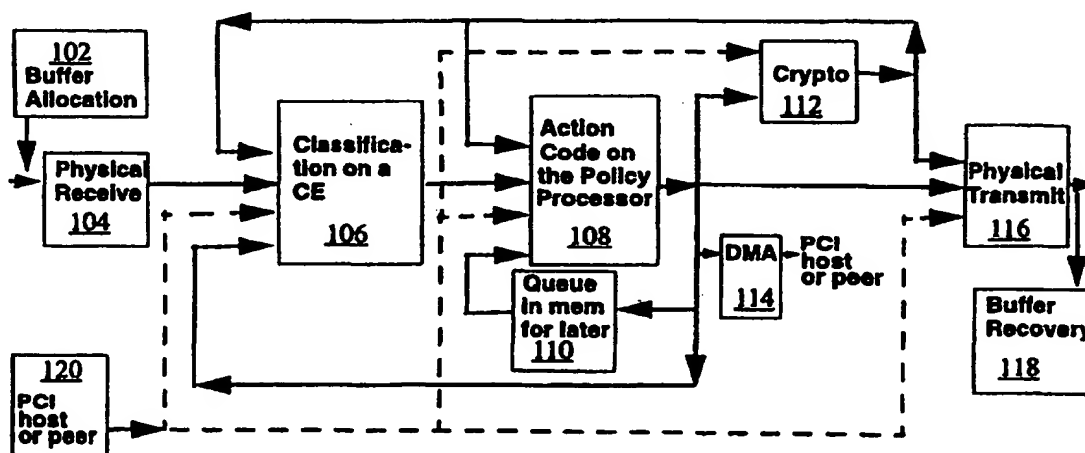 102
Buffer
Allocation
Physical
Receive
104
Classifica-
tion on a
CE
106
Action
Code on
the Policy
Processor
108
Queue
in mem
for later
110
Crypto
112
DMA
114
PCI
host
or peer
Physical
Transmit
116
Buffer
Recovery
118
120
PCI
host
or peer